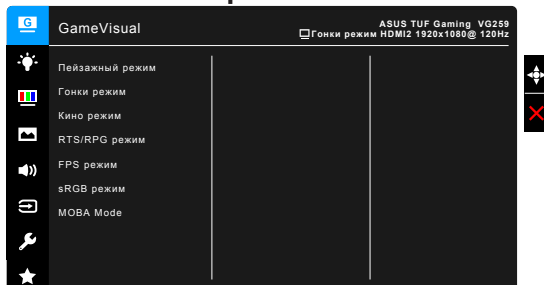 G
GameVisual
ASUS TUF Gaming VG259
Гонки режим HDMI2 1920x1080@ 120Hz
Пейзажный режим
Гонки режим
Кино режим
RTS/RPG режим
FPS режим
sRGB режим
MOBA Mode